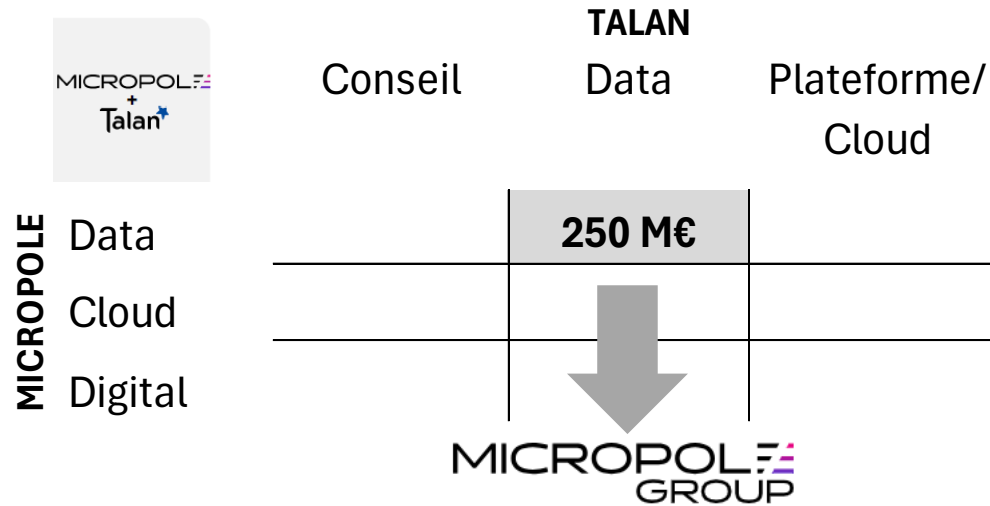 MICROPOLE
+
Talan
TALAN
Conseil
Data
Plateforme/
Cloud
MICROPOLE
Data
250 M€
Cloud
Digital
MICROPOLE
GROUP